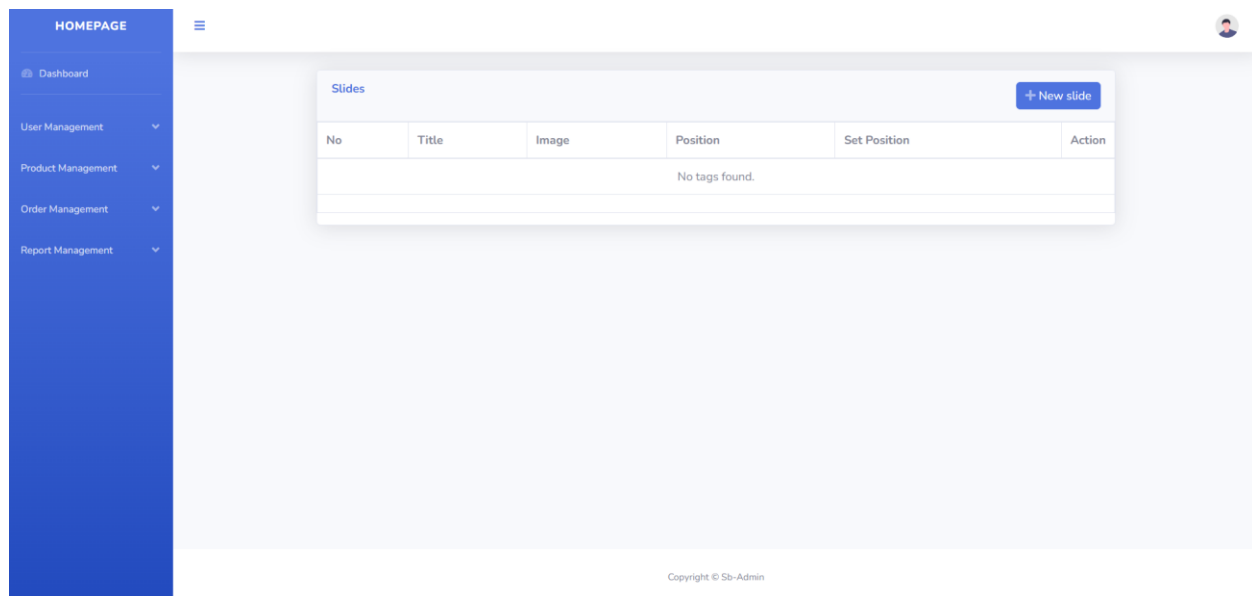 HOMEPAGE
Dashboard
User Management
Product Management
Order Management
Report Management
Slides
+ New slide
No Title Image Position Set Position Action
No tags found.
Copyright © Sb-Admin